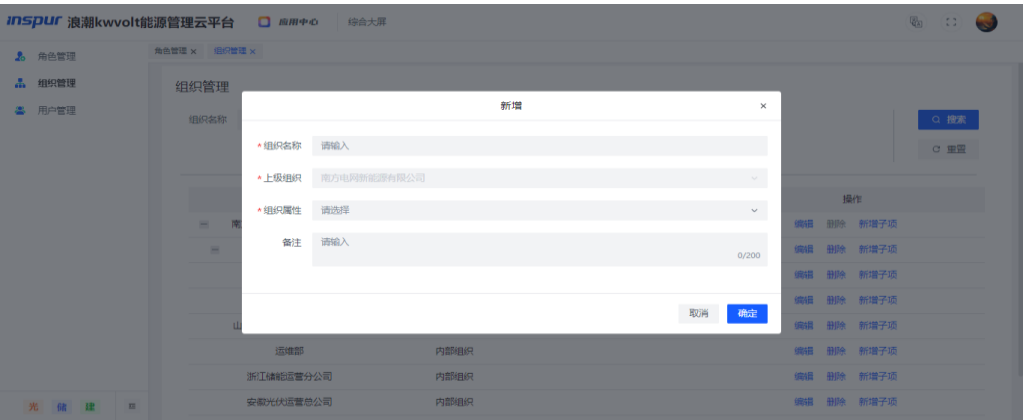 inspur 浪潮kwvolt能源管理云平台 应用中心 综合大屏
角色管理 × 组织管理 ×
角色管理
组织管理
用户管理
组织管理
组织名称
搜索
重置
新增 ×
*组织名称 请输入
*上级组织 南方电网新能源有限公司
*组织属性 请选择
备注 请输入
0/200
取消 确定
操作
南 编辑 删除 新增子项
编辑 删除 新增子项
编辑 删除 新增子项
编辑 删除 新增子项
山 编辑 删除 新增子项
运维部 内部组织 编辑 删除 新增子项
浙江储能运营分公司 内部组织 编辑 删除 新增子项
安徽光伏运营总公司 内部组织 编辑 删除 新增子项
光 储 建